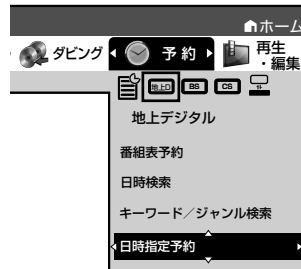 ホーム
ダビング
予約
再生
・編集
地上D BS CS
地上デジタル
番組表予約
日時検索
キーワード／ジャンル検索
日時指定予約